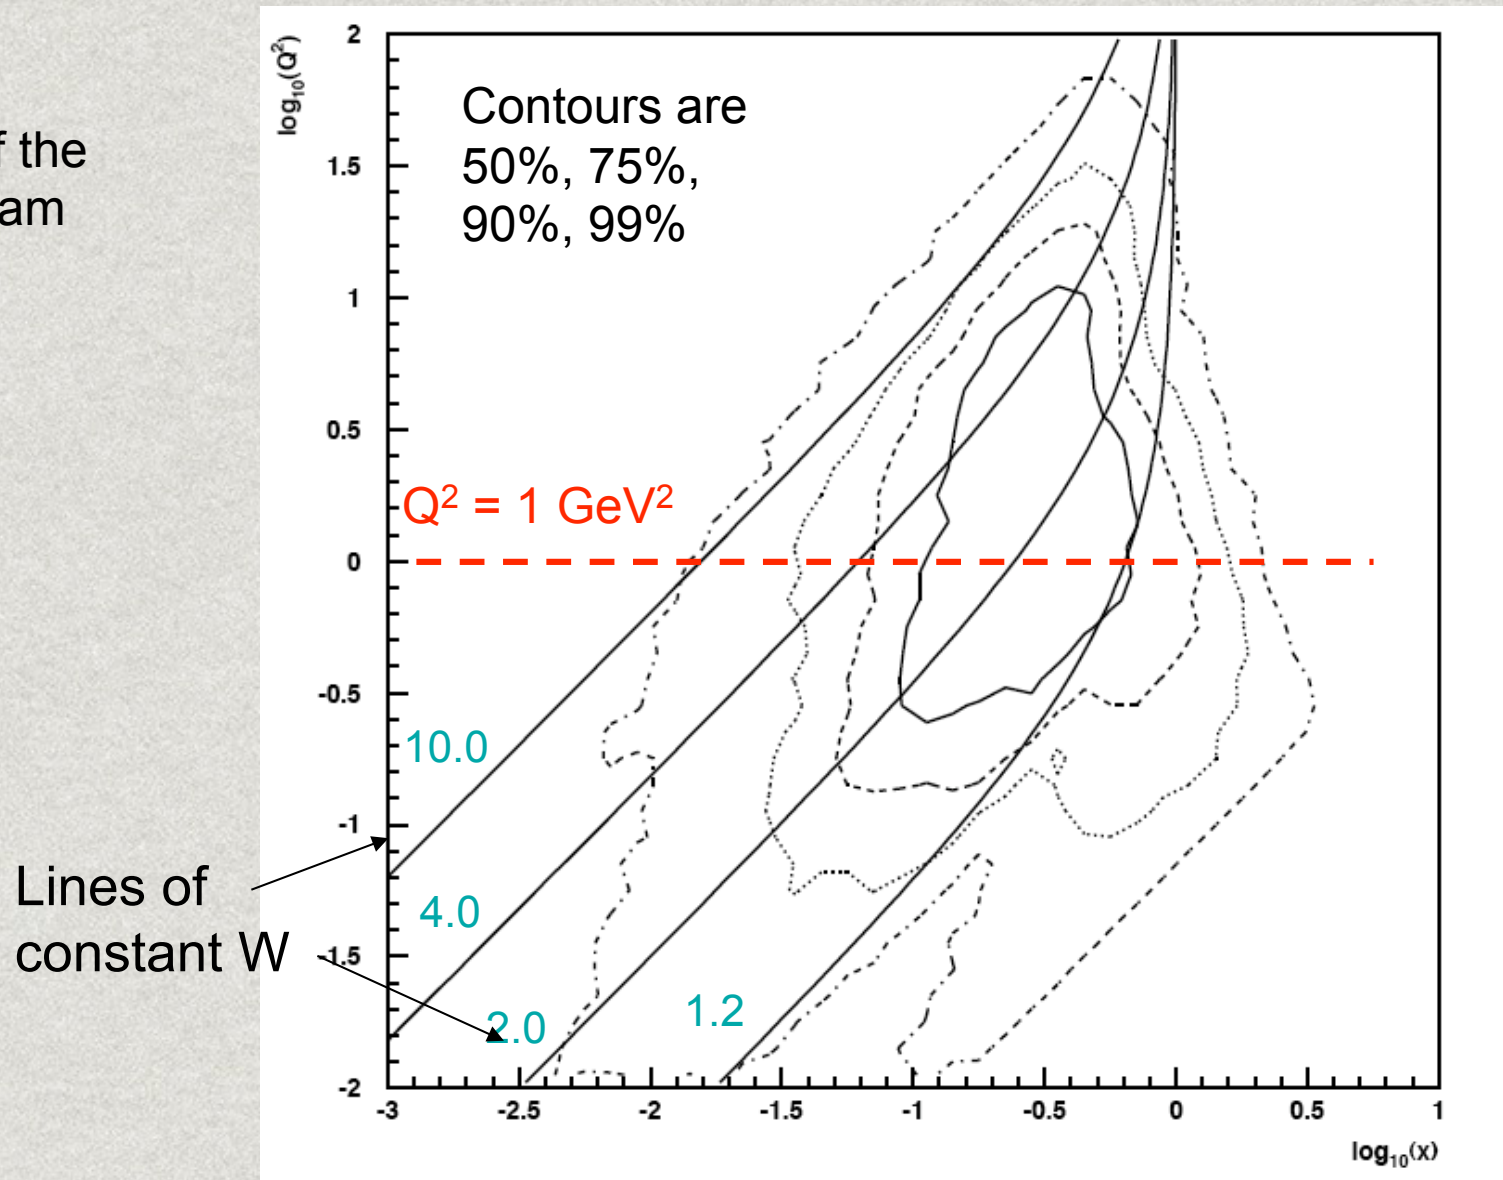 f the
am
Contours are
50%, 75%,
90%, 99%
log₁₀(Q²)
2
1.5
1
0.5
0
-0.5
-1
-1.5
-2
Q² = 1 GeV²
10.0
4.0
2.0
1.2
Lines of
constant W
-3 -2.5 -2 -1.5 -1 -0.5 0 0.5 1
log₁₀(x)